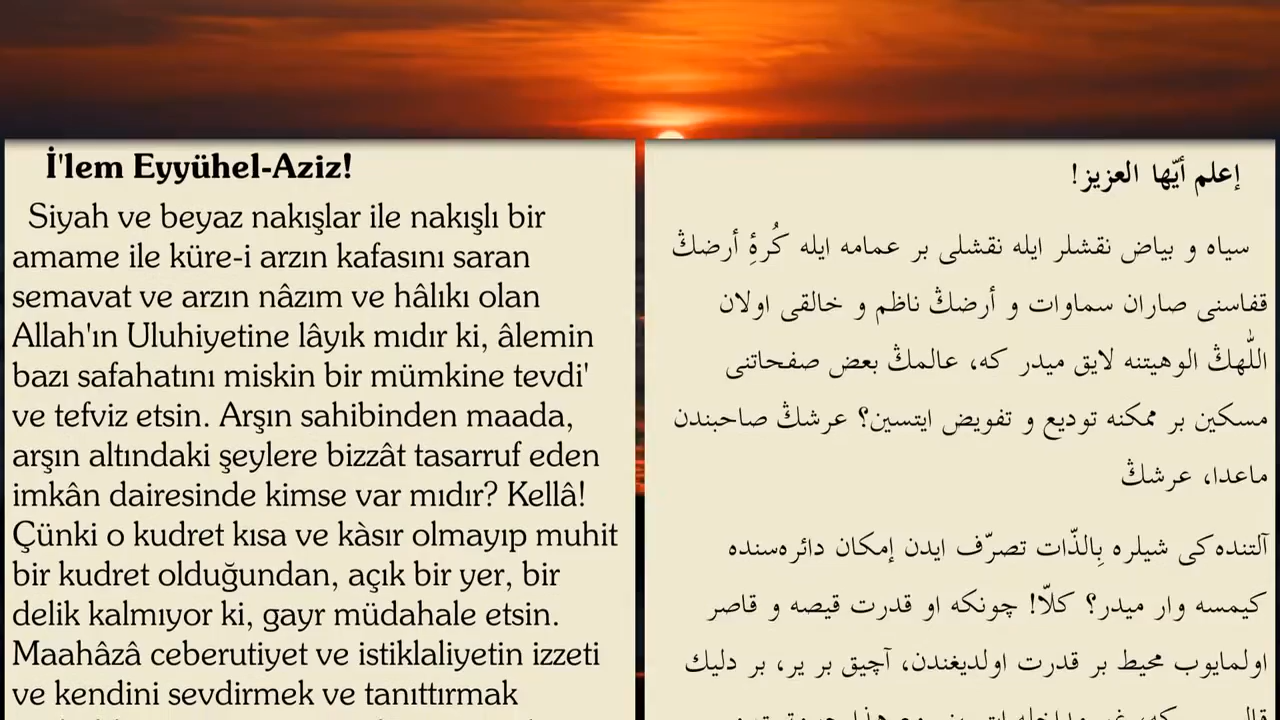 İ'lem Eyyühel-Aziz!
Siyah ve beyaz nakışlar ile nakışlı bir
amame ile küre-i arzın kafasını saran
semavat ve arzın nâzım ve hâlıkı olan
Allah'ın Uluhiyetine lâyık mıdır ki, âlemin
bazı safahatını miskin bir mümkine tevdi'
ve tefviz etsin. Arşın sahibinden maada,
arşın altındaki şeylere bizzât tasarruf eden
imkân dairesinde kimse var mıdır? Kellâ!
Çünki o kudret kısa ve kàsır olmayıp muhit
bir kudret olduğundan, açık bir yer, bir
delik kalmıyor ki, gayr müdahale etsin.
Maahâzâ ceberutiyet ve istiklaliyetin izzeti
ve kendini sevdirmek ve tanıttırmak
إعلم أيّها العزيز!
سياه و بياض نقشلر ايله نقشلى بر عمامه ايله كُرۀِ أرضڭ
قفاسنى صاران سماوات و أرضڭ ناظم و خالقى اولان
اللّٰهڭ الوهيتنه لايق ميدر كه، عالمڭ بعض صفحاتنى
مسكين بر ممكنه توديع و تفويض ايتسين؟ عرشڭ صاحبندن
ماعدا، عرشڭ
آلتنده‌كى شيلره بِالذّات تصرّف ايدن إمكان دائره‌سنده
كيمسه وار ميدر؟ كلّا! چونكه او قدرت قيصه و قاصر
اولمايوب محيط بر قدرت اولديغندن، آچيق بر ير، بر دليك